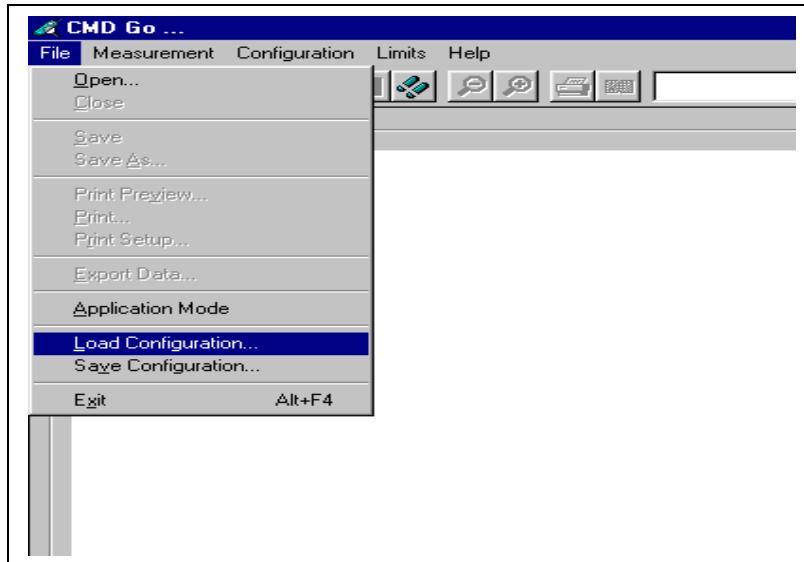 CMD Go ...
File Measurement Configuration Limits Help
Open...
Close
Save
Save As...
Print Preview...
Print...
Print Setup...
Export Data...
Application Mode
Load Configuration...
Save Configuration...
Exit Alt+F4